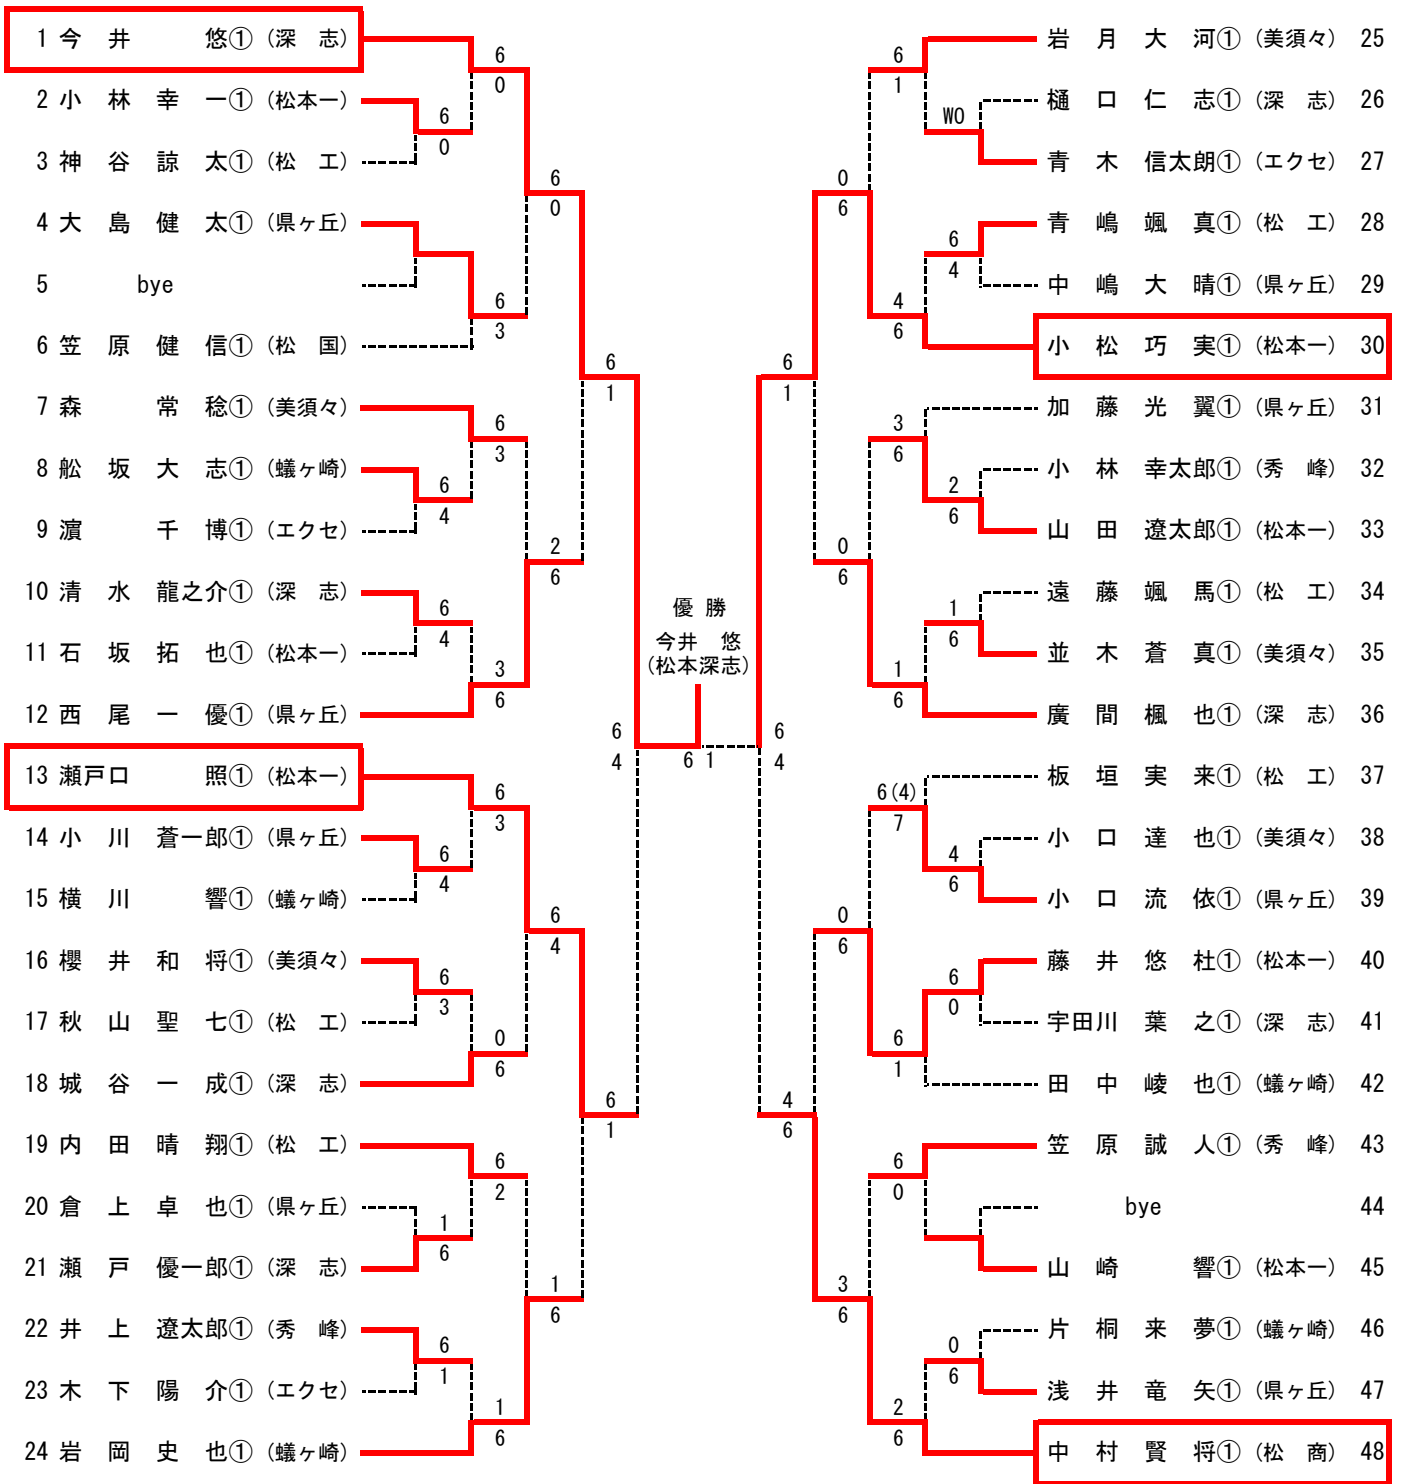 1 今 井 悠① (深 志)
2 小 林 幸 一① (松本一)
3 神 谷 諒 太① (松 工)
4 大 島 健 太① (県ヶ丘)
5 bye
6 笠 原 健 信① (松 国)
7 森 常 稔① (美須々)
8 舩 坂 大 志① (蟻ヶ崎)
9 濵 千 博① (エクセ)
10 清 水 龍之介① (深 志)
11 石 坂 拓 也① (松本一)
12 西 尾 一 優① (県ヶ丘)
13 瀬戸口 照① (松本一)
14 小 川 蒼一郎① (県ヶ丘)
15 横 川 響① (蟻ヶ崎)
16 櫻 井 和 将① (美須々)
17 秋 山 聖 七① (松 工)
18 城 谷 一 成① (深 志)
19 内 田 晴 翔① (松 工)
20 倉 上 卓 也① (県ヶ丘)
21 瀬 戸 優一郎① (深 志)
22 井 上 遼太郎① (秀 峰)
23 木 下 陽 介① (エクセ)
24 岩 岡 史 也① (蟻ヶ崎)
6
0
6
4
6
4
6
4
6
3
1
6
6
1
6
0
6
3
6
3
3
6
6
3
0
6
6
2
1
6
6
0
2
6
6
4
1
6
6
1
6
1
6
4
優 勝
今井 悠
(松本深志)
6 1
6
4
6
1
4
6
0
6
0
6
0
6
3
6
6
1
4
6
3
6
1
6
6(4)
7
6
1
6
0
2
6
WO
6
4
2
6
1
6
4
6
6
0
0
6
岩 月 大 河① (美須々) 25
樋 口 仁 志① (深 志) 26
青 木 信太朗① (エクセ) 27
青 嶋 颯 真① (松 工) 28
中 嶋 大 晴① (県ヶ丘) 29
小 松 巧 実① (松本一) 30
加 藤 光 翼① (県ヶ丘) 31
小 林 幸太郎① (秀 峰) 32
山 田 遼太郎① (松本一) 33
遠 藤 颯 馬① (松 工) 34
並 木 蒼 真① (美須々) 35
廣 間 楓 也① (深 志) 36
板 垣 実 来① (松 工) 37
小 口 達 也① (美須々) 38
小 口 流 依① (県ヶ丘) 39
藤 井 悠 杜① (松本一) 40
宇田川 葉 之① (深 志) 41
田 中 崚 也① (蟻ヶ崎) 42
笠 原 誠 人① (秀 峰) 43
bye 44
山 崎 響① (松本一) 45
片 桐 来 夢① (蟻ヶ崎) 46
浅 井 竜 矢① (県ヶ丘) 47
中 村 賢 将① (松 商) 48